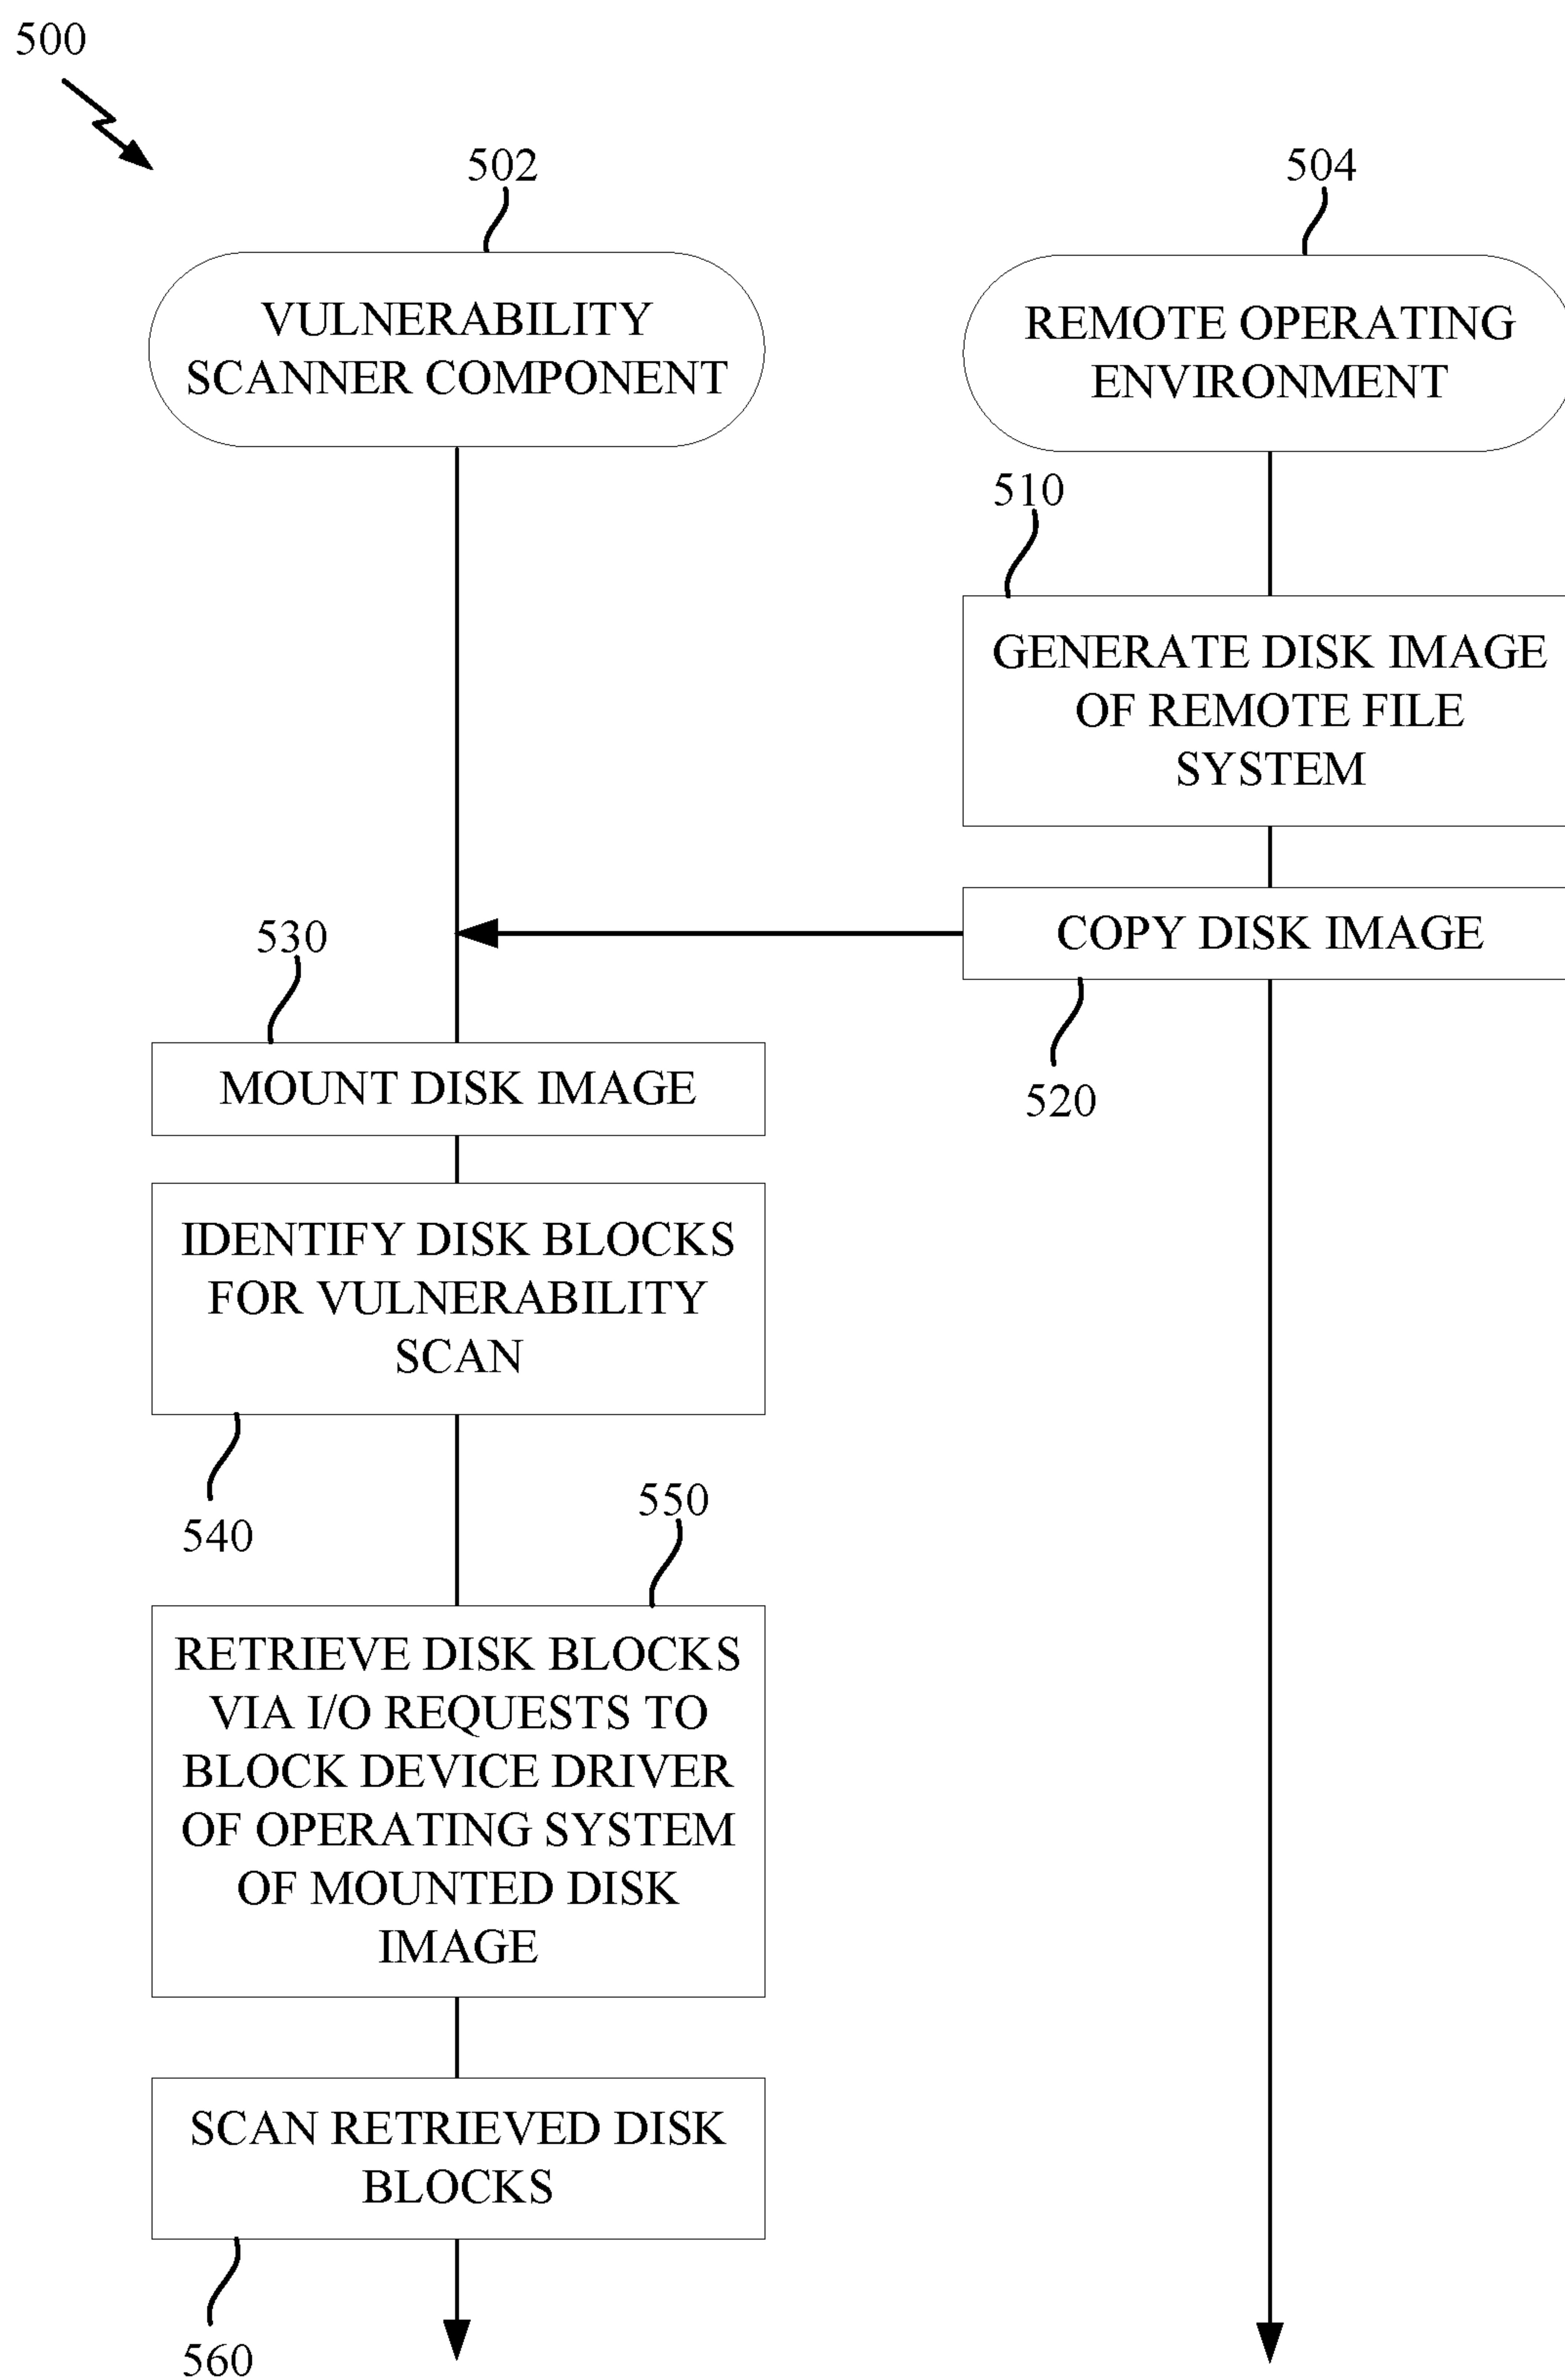 500
502
504
VULNERABILITY
SCANNER COMPONENT
REMOTE OPERATING
ENVIRONMENT
510
GENERATE DISK IMAGE
OF REMOTE FILE
SYSTEM
COPY DISK IMAGE
520
530
MOUNT DISK IMAGE
IDENTIFY DISK BLOCKS
FOR VULNERABILITY
SCAN
540
550
RETRIEVE DISK BLOCKS
VIA I/O REQUESTS TO
BLOCK DEVICE DRIVER
OF OPERATING SYSTEM
OF MOUNTED DISK
IMAGE
SCAN RETRIEVED DISK
BLOCKS
560